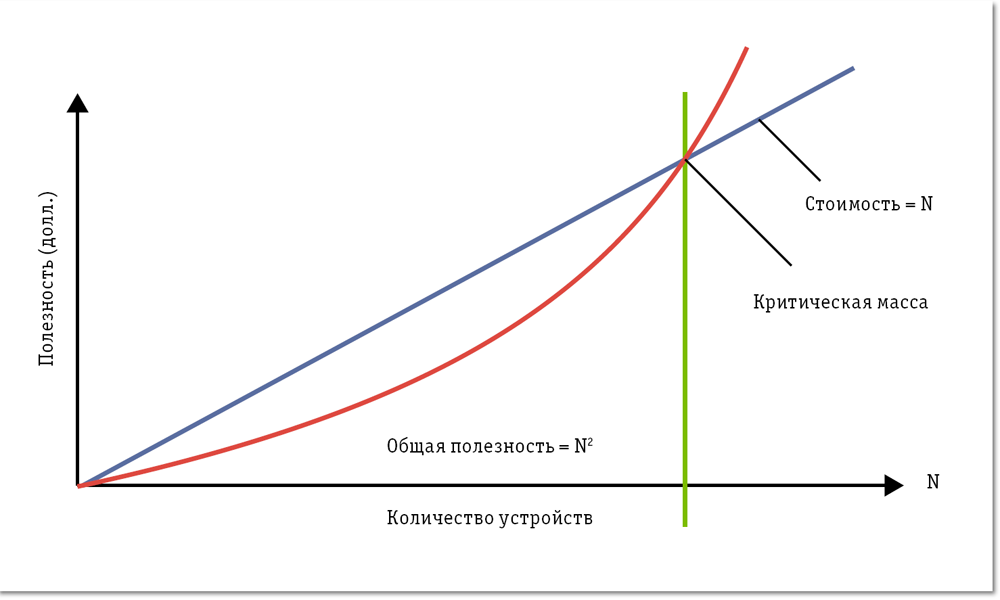 Полезность (долл.)
Стоимость = N
Критическая масса
Общая полезность = N²
N
Количество устройств